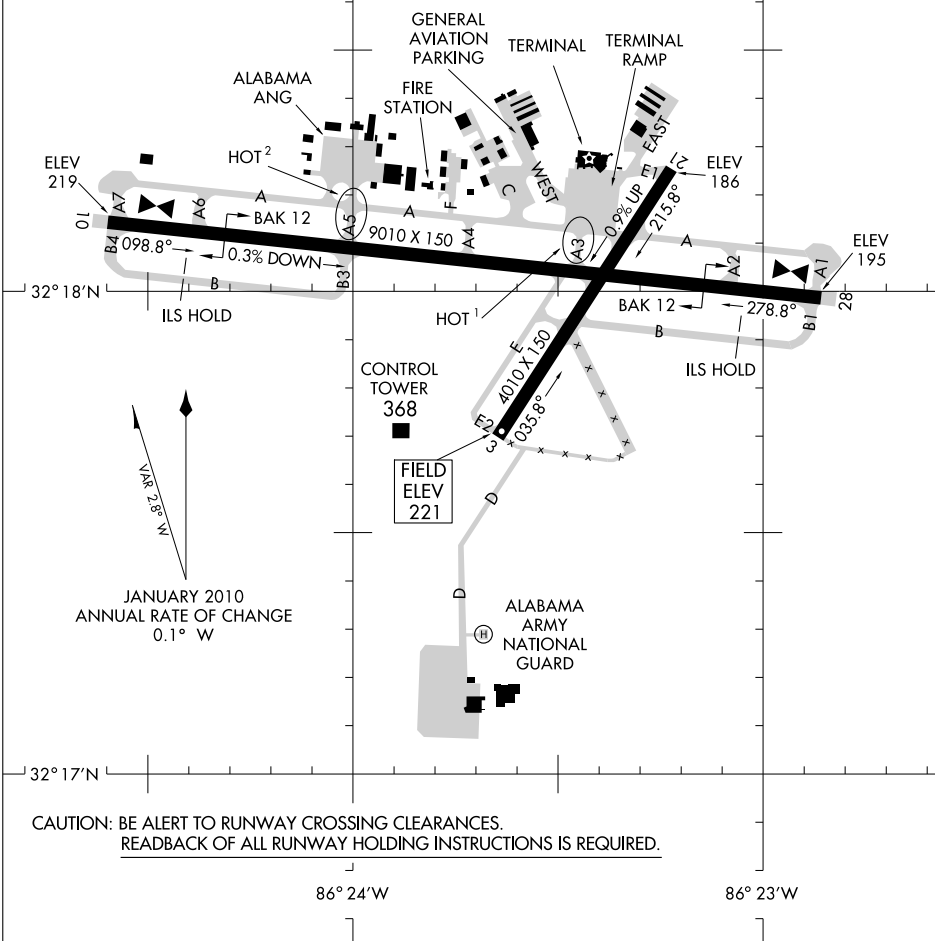 GENERAL
AVIATION
PARKING
TERMINAL
TERMINAL
RAMP
ALABAMA
ANG
FIRE
STATION
HOT 2
WEST
EAST
ELEV
219
ELEV
186
ELEV
195
10
A7
A6
A
A5
A
F
A4
C
A3
E1
21
A
A2
A1
28
B4
B
B3
B
B1
BAK 12
9010 X 150
098.8°
0.3% DOWN
0.9% UP
215.8°
BAK 12
278.8°
ILS HOLD
ILS HOLD
32° 18'N
HOT 1
E
4010 X 150
035.8°
E2
3
CONTROL
TOWER
368
FIELD
ELEV
221
D
D
VAR 2.8° W
JANUARY 2010
ANNUAL RATE OF CHANGE
0.1° W
H
ALABAMA
ARMY
NATIONAL
GUARD
32° 17'N
CAUTION: BE ALERT TO RUNWAY CROSSING CLEARANCES.
READBACK OF ALL RUNWAY HOLDING INSTRUCTIONS IS REQUIRED.
86° 24'W
86° 23'W